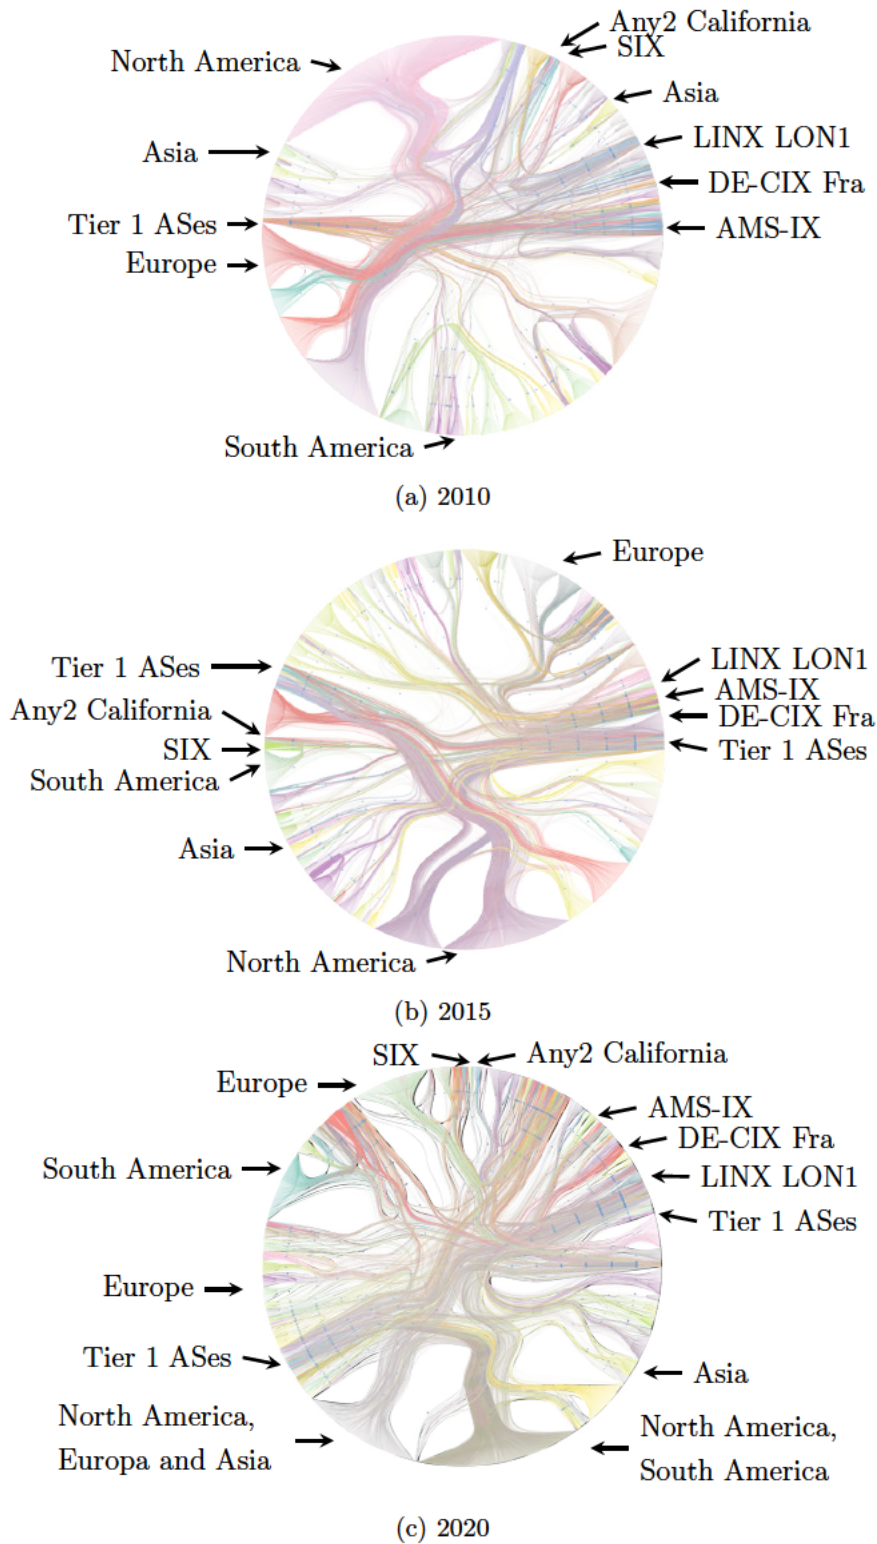 Any2 California
SIX
North America
Asia
LINX LON1
Asia
DE-CIX Fra
Tier 1 ASes
AMS-IX
Europe
South America
(a) 2010
Europe
LINX LON1
Tier 1 ASes
AMS-IX
Any2 California
DE-CIX Fra
SIX
Tier 1 ASes
South America
Asia
North America
(b) 2015
SIX
Any2 California
Europe
AMS-IX
DE-CIX Fra
South America
LINX LON1
Tier 1 ASes
Europe
Tier 1 ASes
Asia
North America,
Europa and Asia
North America,
South America
(c) 2020